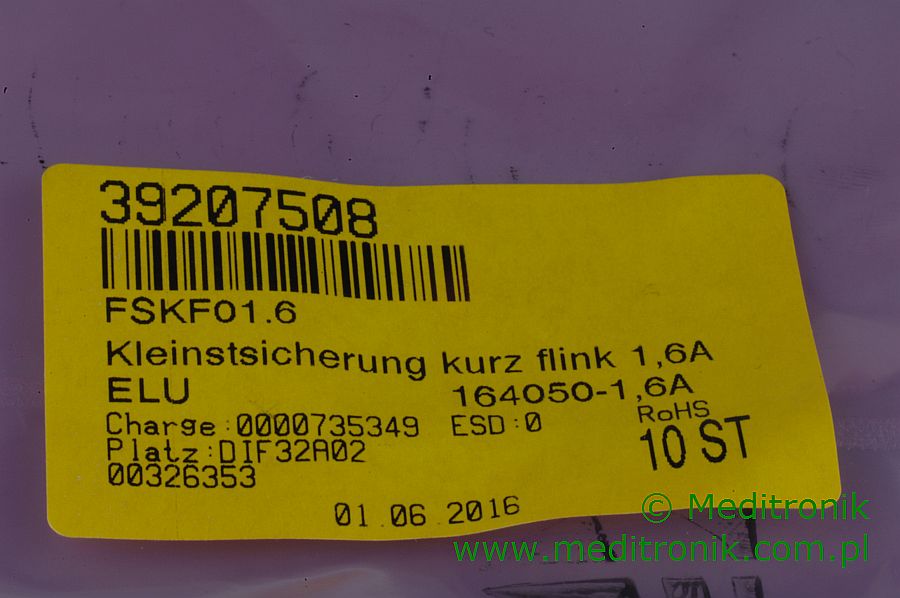 39207508
FSKF01.6
Kleinstsicherung kurz flink 1,6A
ELU 164050-1,6A
Charge:0000735349 ESD:0 RoHS
Platz:DIF32A02 10 ST
00326353
01.06.2016
© Meditronik
www.meditronik.com.pl